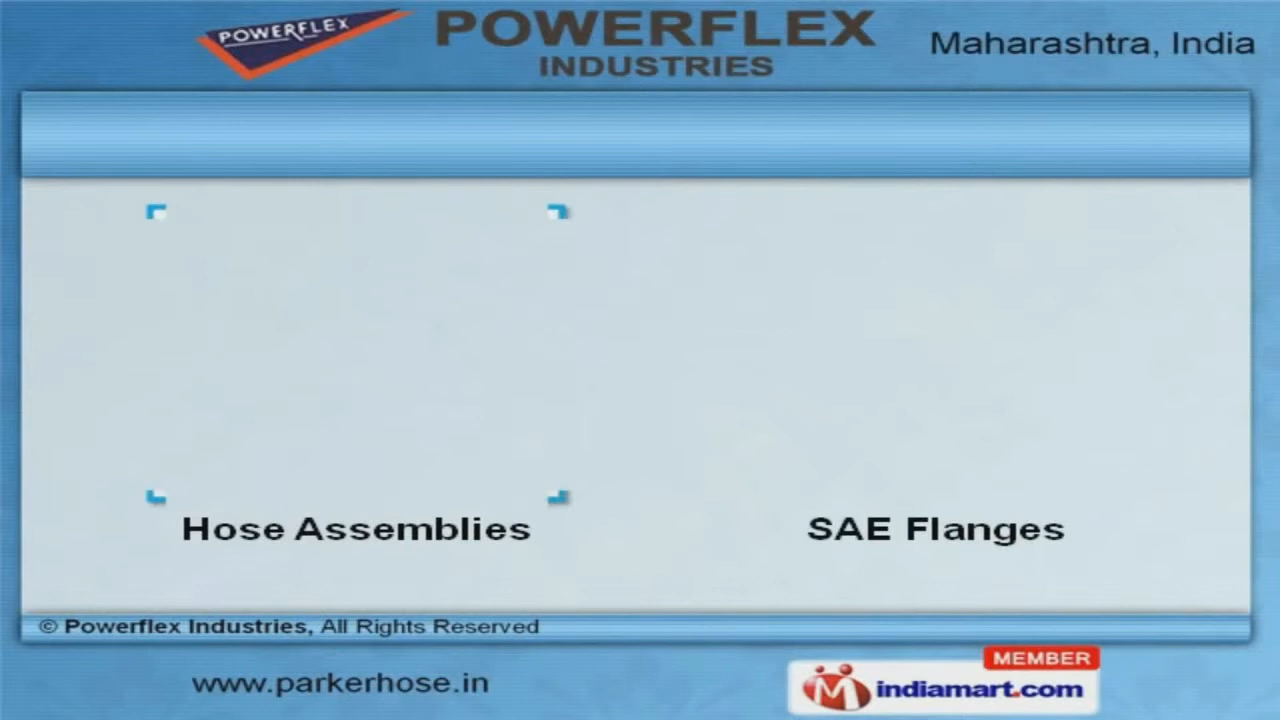 POWERFLEX
POWERFLEX
INDUSTRIES
Maharashtra, India
Hose Assemblies
SAE Flanges
© Powerflex Industries, All Rights Reserved
www.parkerhose.in
MEMBER
indiamart.com